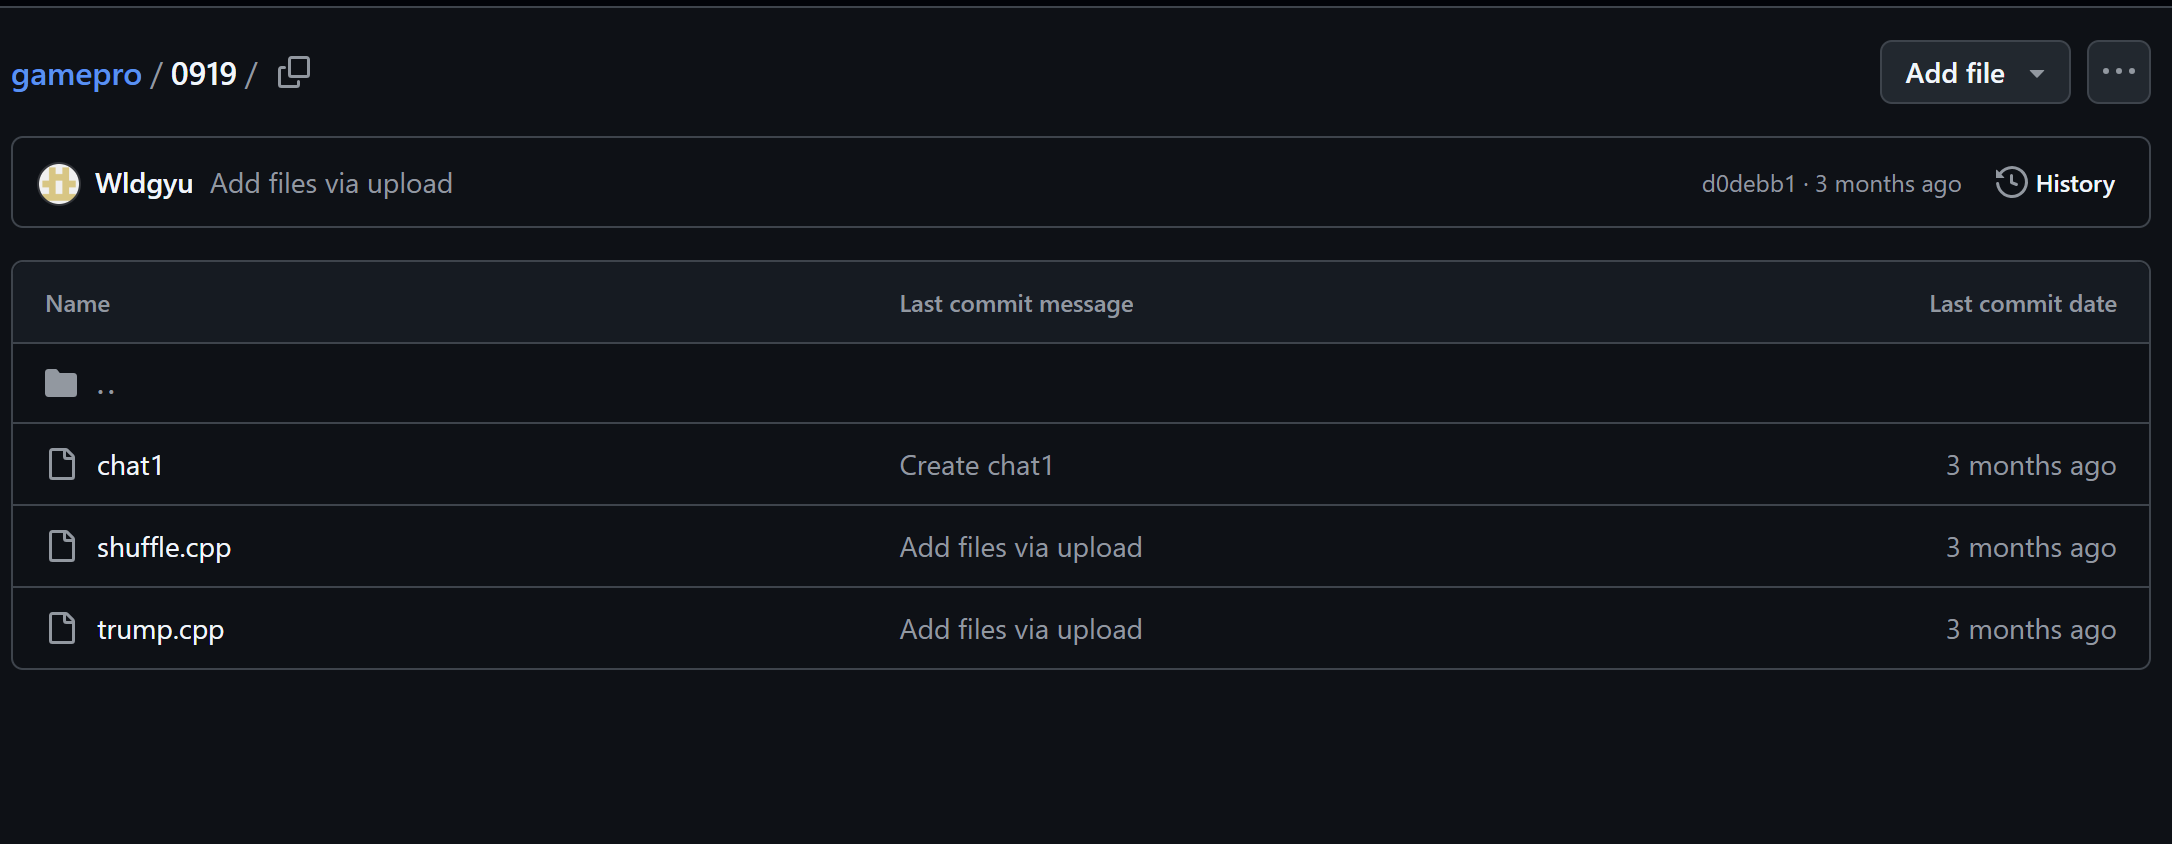 gamepro / 0919 /
Add file
Wldgyu Add files via upload d0debb1 · 3 months ago History
Name Last commit message Last commit date
..
chat1 Create chat1 3 months ago
shuffle.cpp Add files via upload 3 months ago
trump.cpp Add files via upload 3 months ago